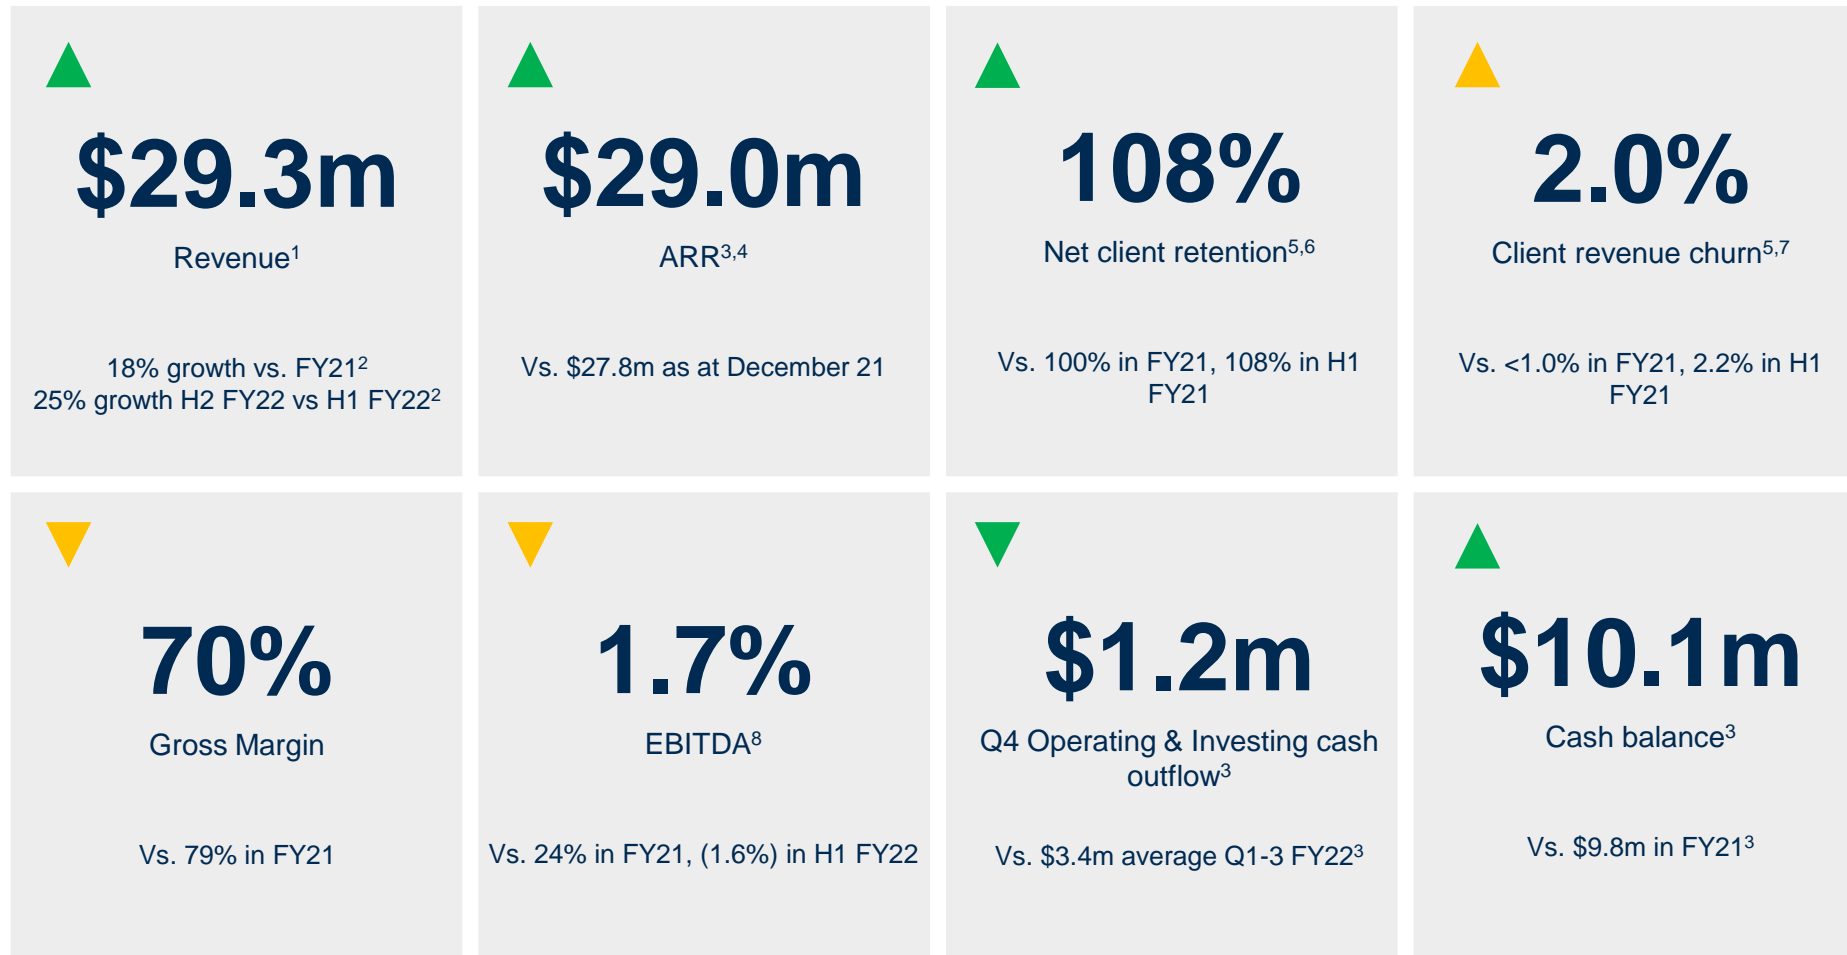 $29.3m
Revenue¹
18% growth vs. FY21²
25% growth H2 FY22 vs H1 FY22²
$29.0m
ARR³,⁴
Vs. $27.8m as at December 21
108%
Net client retention⁵,⁶
Vs. 100% in FY21, 108% in H1
FY21
2.0%
Client revenue churn⁵,⁷
Vs. <1.0% in FY21, 2.2% in H1
FY21
70%
Gross Margin
Vs. 79% in FY21
1.7%
EBITDA⁸
Vs. 24% in FY21, (1.6%) in H1 FY22
$1.2m
Q4 Operating & Investing cash
outflow³
Vs. $3.4m average Q1-3 FY22³
$10.1m
Cash balance³
Vs. $9.8m in FY21³